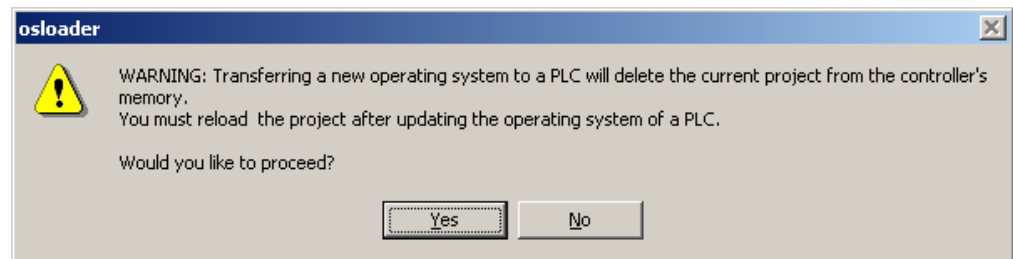 osloader
WARNING: Transferring a new operating system to a PLC will delete the current project from the controller's
memory.
You must reload  the project after updating the operating system of a PLC.
Would you like to proceed?
Yes
No